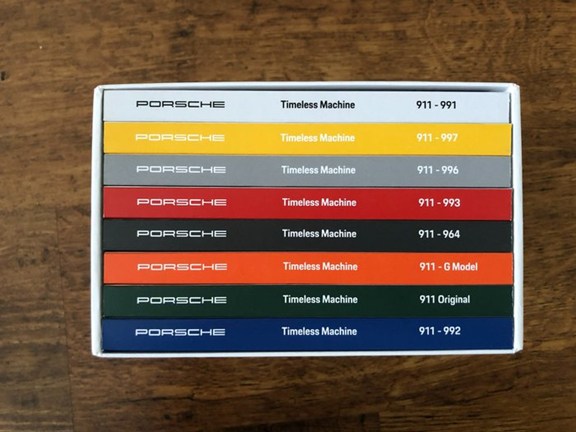 PORSCHE Timeless Machine 911 - 991
PORSCHE Timeless Machine 911 - 997
PORSCHE Timeless Machine 911 - 996
PORSCHE Timeless Machine 911 - 993
PORSCHE Timeless Machine 911 - 964
PORSCHE Timeless Machine 911 - G Model
PORSCHE Timeless Machine 911 Original
PORSCHE Timeless Machine 911 - 992